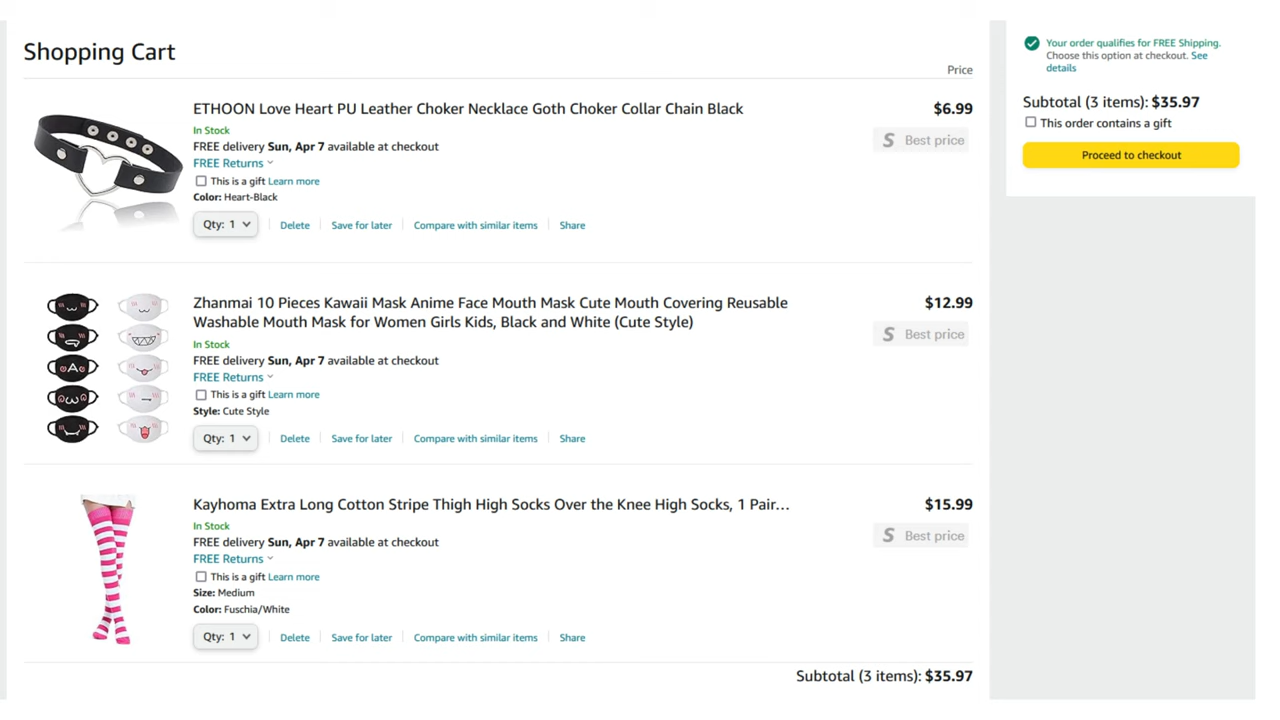 Shopping Cart
Price
ETHOON Love Heart PU Leather Choker Necklace Goth Choker Collar Chain Black
$6.99
In Stock
S Best price
FREE delivery Sun, Apr 7 available at checkout
FREE Returns
This is a gift Learn more
Color: Heart-Black
Qty: 1
Delete
Save for later
Compare with similar items
Share
Zhanmai 10 Pieces Kawaii Mask Anime Face Mouth Mask Cute Mouth Covering Reusable
Washable Mouth Mask for Women Girls Kids, Black and White (Cute Style)
$12.99
In Stock
S Best price
FREE delivery Sun, Apr 7 available at checkout
FREE Returns
This is a gift Learn more
Style: Cute Style
Qty: 1
Delete
Save for later
Compare with similar items
Share
Kayhoma Extra Long Cotton Stripe Thigh High Socks Over the Knee High Socks, 1 Pair...
$15.99
In Stock
S Best price
FREE delivery Sun, Apr 7 available at checkout
FREE Returns
This is a gift Learn more
Size: Medium
Color: Fuschia/White
Qty: 1
Delete
Save for later
Compare with similar items
Share
Subtotal (3 items): $35.97
Your order qualifies for FREE Shipping.
Choose this option at checkout. See
details
Subtotal (3 items): $35.97
This order contains a gift
Proceed to checkout